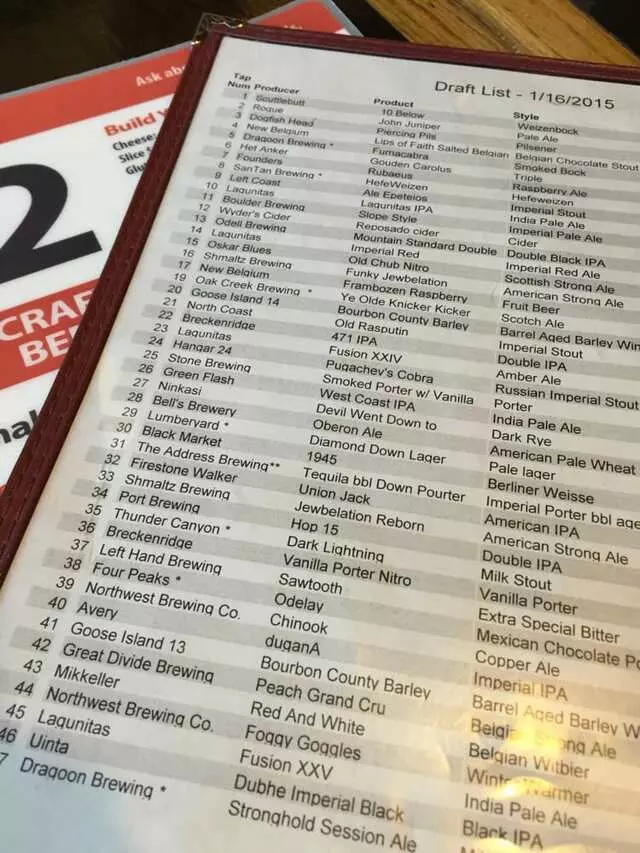 Ask ab
Build Y
Cheese
Slice
Glu
2
CRAF
BE
nal
Draft List - 1/16/2015
Tap
Num Producer Product Style
1 Scuttlebutt 10 Below Weizenbock
2 Rogue John Juniper Pale Ale
3 Dogfish Head Piercing Pils Pilsener
4 New Belgium Lips of Faith Salted Belgian Belgian Chocolate Stout
5 Dragoon Brewing * Fumacabra Smoked Bock
6 Het Anker Gouden Carolus Triple
7 Founders Rubaeus Raspberry Ale
8 SanTan Brewing * HefeWeizen Hefeweizen
9 Left Coast Ale Epeteios Imperial Stout
10 Lagunitas Lagunitas IPA India Pale Ale
11 Boulder Brewing Slope Style Imperial Pale Ale
12 Wyder's Cider Reposado cider Cider
13 Odell Brewing Mountain Standard Double Double Black IPA
14 Lagunitas Imperial Red Imperial Red Ale
15 Oskar Blues Old Chub Nitro Scottish Strong Ale
16 Shmaltz Brewing Funky Jewbelation American Strong Ale
17 New Belgium Frambozen Raspberry Fruit Beer
19 Oak Creek Brewing * Ye Olde Knicker Kicker Scotch Ale
20 Goose Island 14 Bourbon County Barley Barrel Aged Barley Win
21 North Coast Old Rasputin Imperial Stout
22 Breckenridge 471 IPA Double IPA
23 Lagunitas Fusion XXIV Amber Ale
24 Hangar 24 Pugachev's Cobra Russian Imperial Stout
25 Stone Brewing Smoked Porter w/ Vanilla Porter
26 Green Flash West Coast IPA India Pale Ale
27 Ninkasi Devil Went Down to Dark Rye
28 Bell's Brewery Oberon Ale American Pale Wheat
29 Lumberyard * Diamond Down Lager Pale lager
30 Black Market 1945 Berliner Weisse
31 The Address Brewing** Tequila bbl Down Pourter Imperial Porter bbl age
32 Firestone Walker Union Jack American IPA
33 Shmaltz Brewing Jewbelation Reborn American Strong Ale
34 Port Brewing Hop 15 Double IPA
35 Thunder Canyon * Dark Lightning Milk Stout
36 Breckenridge Vanilla Porter Nitro Vanilla Porter
37 Left Hand Brewing Sawtooth Extra Special Bitter
38 Four Peaks * Odelay Mexican Chocolate Po
39 Northwest Brewing Co. Chinook Copper Ale
40 Avery duganA Imperial IPA
41 Goose Island 13 Bourbon County Barley Barrel Aged Barley W
42 Great Divide Brewing Peach Grand Cru Belgi ong Ale
43 Mikkeller Red And White Belgian Witbier
44 Northwest Brewing Co. Foggy Goggles Winter Warmer
45 Lagunitas Fusion XXV India Pale Ale
46 Uinta Dubhe Imperial Black Black IPA
7 Dragoon Brewing * Stronghold Session Ale